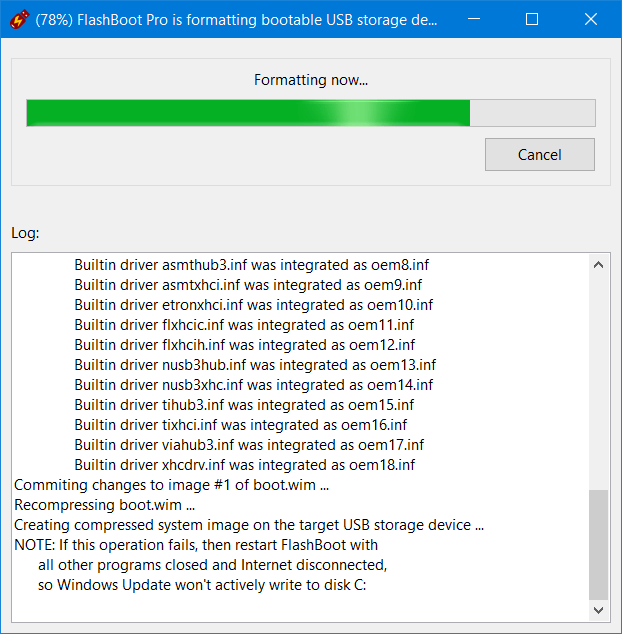 (78%) FlashBoot Pro is formatting bootable USB storage de...
Formatting now...
Cancel
Log:
Builtin driver asmthub3.inf was integrated as oem8.inf
Builtin driver asmtxhci.inf was integrated as oem9.inf
Builtin driver etronxhci.inf was integrated as oem10.inf
Builtin driver flxhcic.inf was integrated as oem11.inf
Builtin driver flxhcih.inf was integrated as oem12.inf
Builtin driver nusb3hub.inf was integrated as oem13.inf
Builtin driver nusb3xhc.inf was integrated as oem14.inf
Builtin driver tihub3.inf was integrated as oem15.inf
Builtin driver tixhci.inf was integrated as oem16.inf
Builtin driver viahub3.inf was integrated as oem17.inf
Builtin driver xhcdrv.inf was integrated as oem18.inf
Commiting changes to image #1 of boot.wim ...
Recompressing boot.wim ...
Creating compressed system image on the target USB storage device ...
NOTE: If this operation fails, then restart FlashBoot with
all other programs closed and Internet disconnected,
so Windows Update won't actively write to disk C: